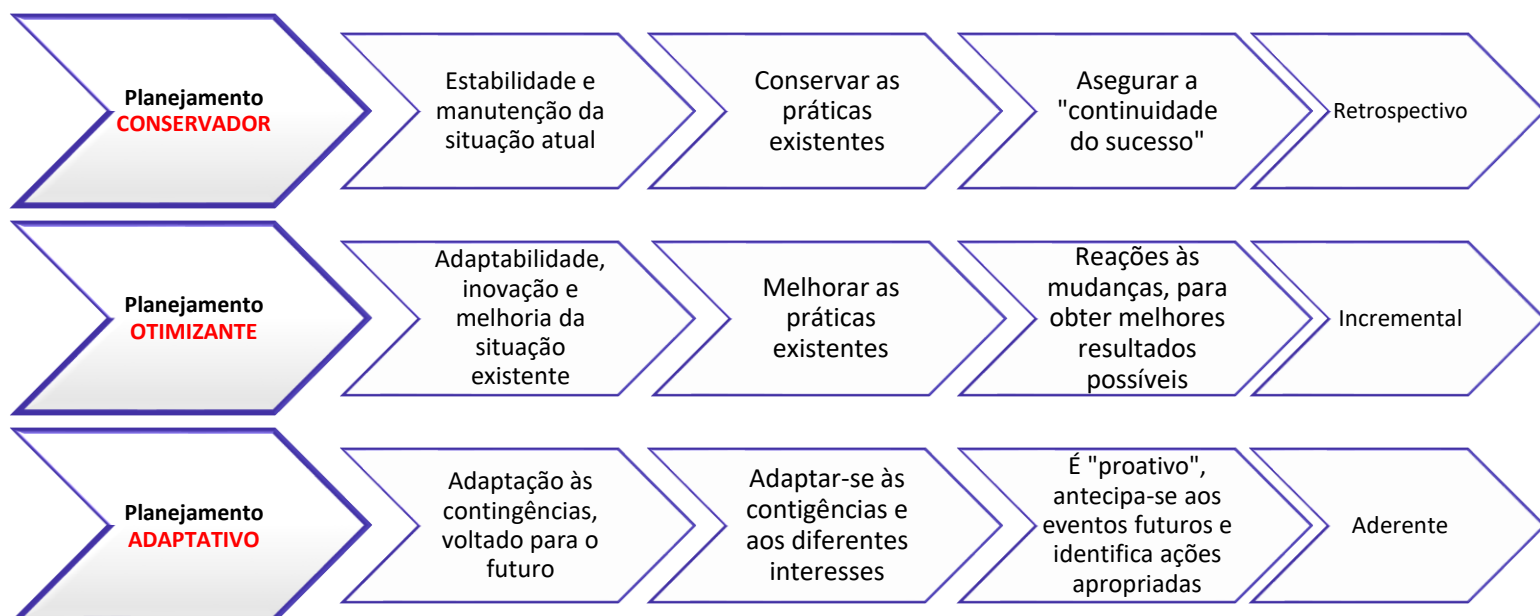 Planejamento
CONSERVADOR
Estabilidade e
manutenção da
situação atual
Conservar as
práticas
existentes
Asegurar a
"continuidade
do sucesso"
Retrospectivo
Planejamento
OTIMIZANTE
Adaptabilidade,
inovação e
melhoria da
situação
existente
Melhorar as
práticas
existentes
Reações às
mudanças, para
obter melhores
resultados
possíveis
Incremental
Planejamento
ADAPTATIVO
Adaptação às
contingências,
voltado para o
futuro
Adaptar-se às
contigências e
aos diferentes
interesses
É "proativo",
antecipa-se aos
eventos futuros e
identifica ações
apropriadas
Aderente